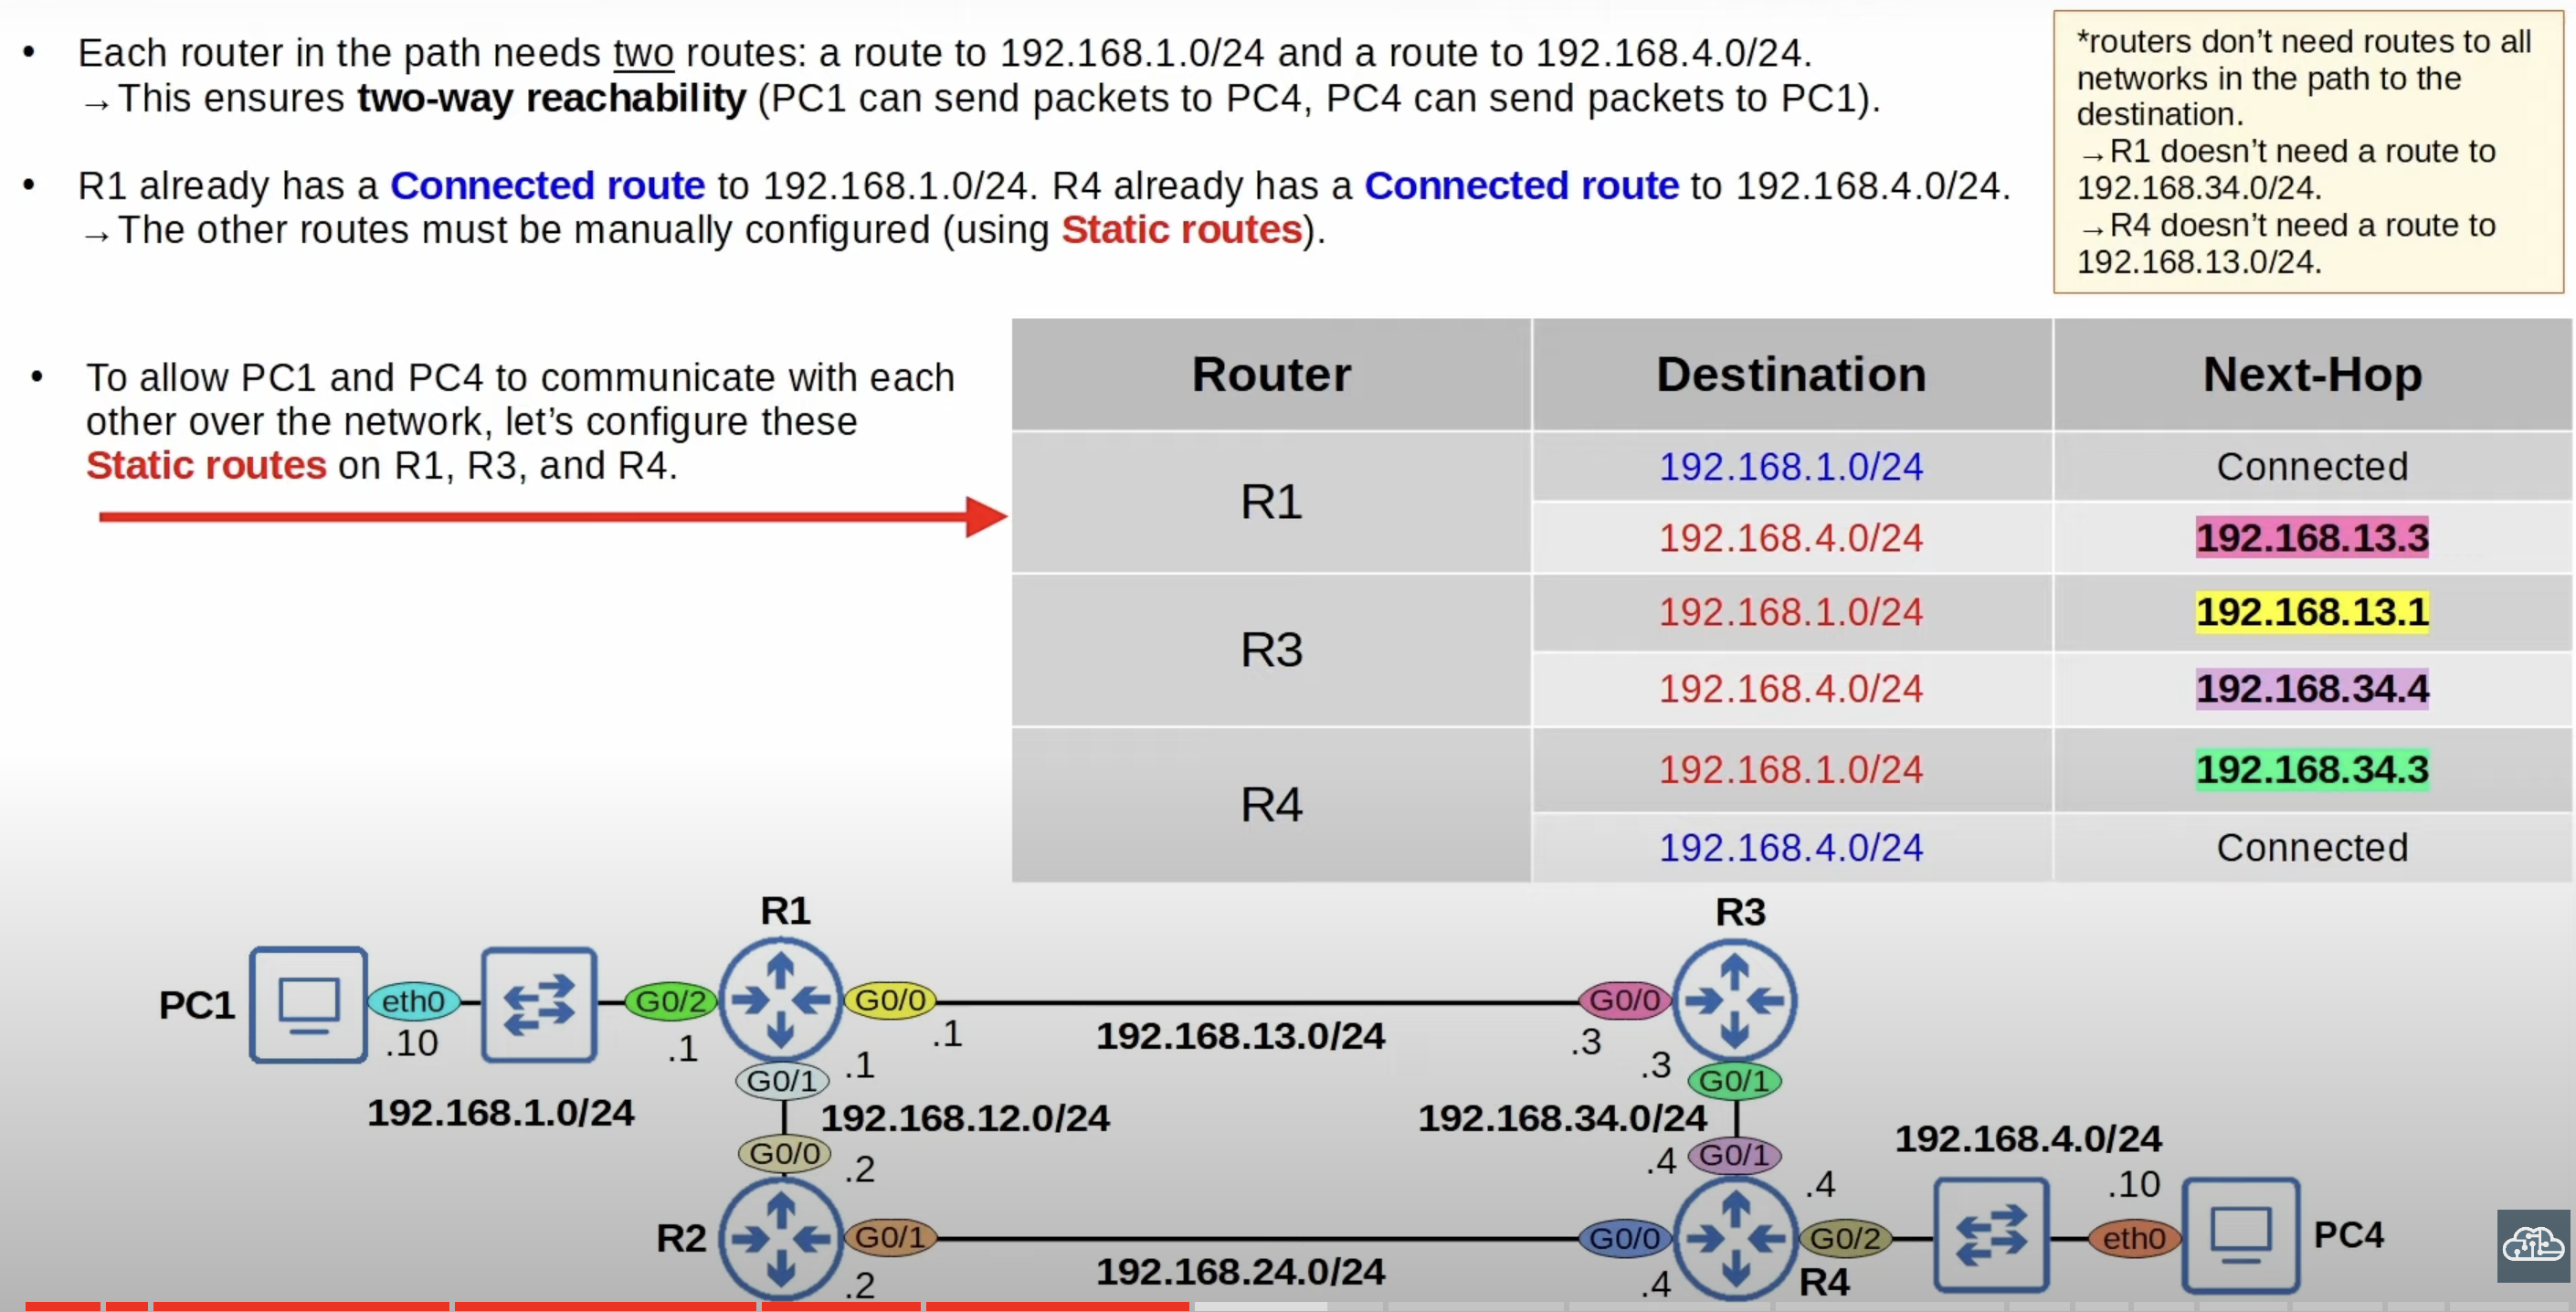 • Each router in the path needs two routes: a route to 192.168.1.0/24 and a route to 192.168.4.0/24.
→This ensures two-way reachability (PC1 can send packets to PC4, PC4 can send packets to PC1).
• R1 already has a Connected route to 192.168.1.0/24. R4 already has a Connected route to 192.168.4.0/24.
→The other routes must be manually configured (using Static routes).
*routers don’t need routes to all
networks in the path to the
destination.
→R1 doesn’t need a route to
192.168.34.0/24.
→R4 doesn’t need a route to
192.168.13.0/24.
• To allow PC1 and PC4 to communicate with each
other over the network, let’s configure these
Static routes on R1, R3, and R4.
Router Destination Next-Hop
R1
192.168.1.0/24 Connected
192.168.4.0/24 192.168.13.3
R3
192.168.1.0/24 192.168.13.1
192.168.4.0/24 192.168.34.4
R4
192.168.1.0/24 192.168.34.3
192.168.4.0/24 Connected
R1
R3
PC1
eth0
G0/2
G0/0
G0/0
.10
.1
.1
.3
.1
.3
G0/1
G0/1
192.168.13.0/24
192.168.1.0/24
192.168.12.0/24
192.168.34.0/24
192.168.4.0/24
G0/0
G0/1
.2
.4
.4
.10
R2
G0/1
G0/0
G0/2
eth0
PC4
192.168.24.0/24
.2
.4
R4